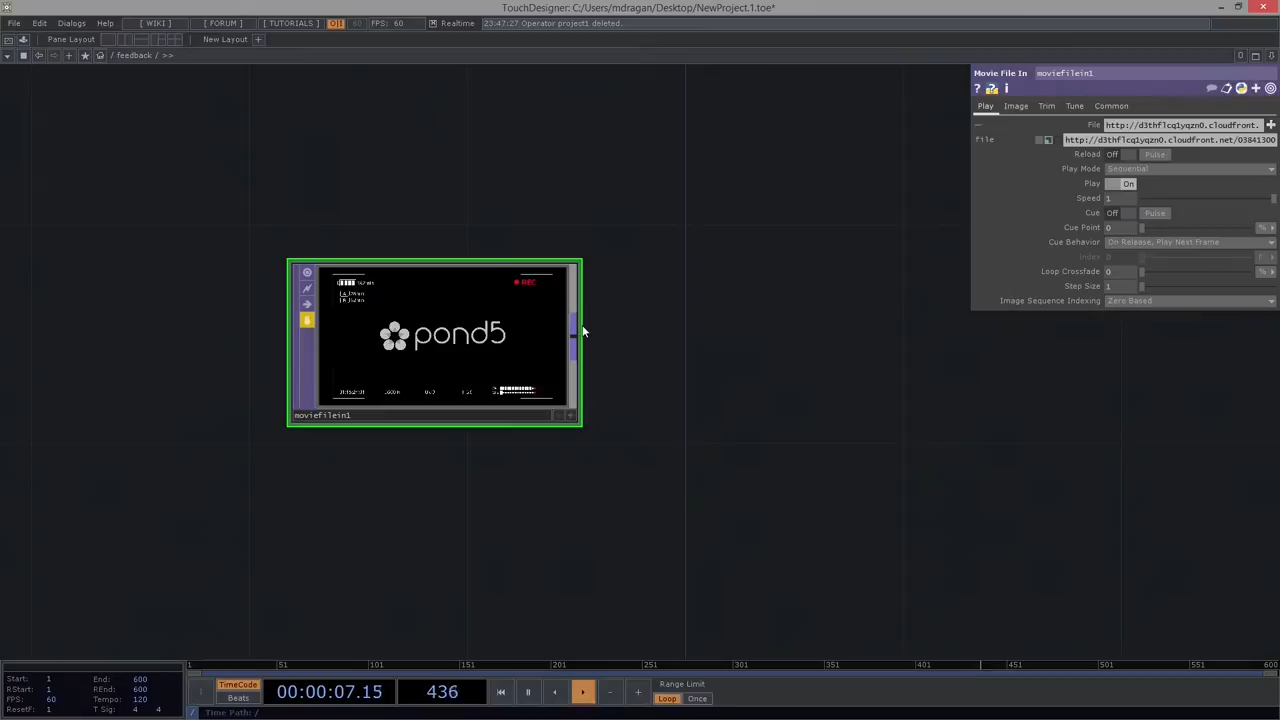 TouchDesigner: C:/Users/mdragan/Desktop/NewProject.1.toe*
File Edit Dialogs Help [ WIKI ] [ FORUM ] [ TUTORIALS ] O|1 60 FPS: 60 Realtime 23:47:27 Operator project1 deleted.
Pane Layout New Layout +
/ feedback / >>
Movie File In moviefilein1
? ? i
Play Image Trim Tune Common
File http://d3thflcq1yqzn0.cloudfront.
file http://d3thflcq1yqzn0.cloudfront.net/03841300
Reload Off Pulse
Play Mode Sequential
Play On
Speed 1
Cue Off Pulse
Cue Point 0 %
Cue Behavior On Release, Play Next Frame
Index 0 F
Loop Crossfade 0 %
Step Size 1
Image Sequence Indexing Zero Based
REC
pond5
moviefilein1
1 51 101 151 201 251 301 351 401 451 501 551 600
Start: 1 End: 600
RStart: 1 REnd: 600
FPS: 60 Tempo: 120
ResetF: 1 T Sig: 4 4
TimeCode
Beats
00:00:07.15 436
Range Limit
Loop Once
/ Time Path: /